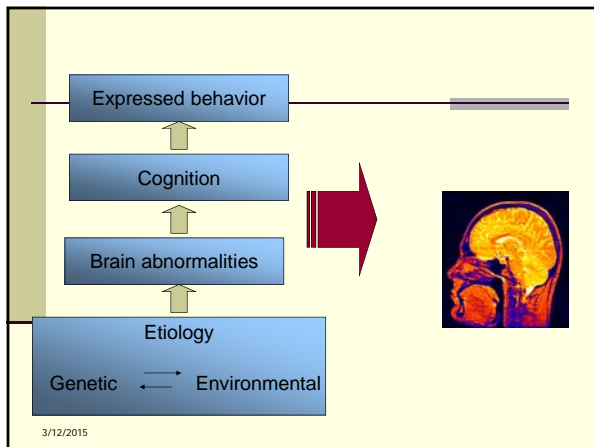 Expressed behavior
Cognition
Brain abnormalities
Etiology
Genetic Environmental
3/12/2015